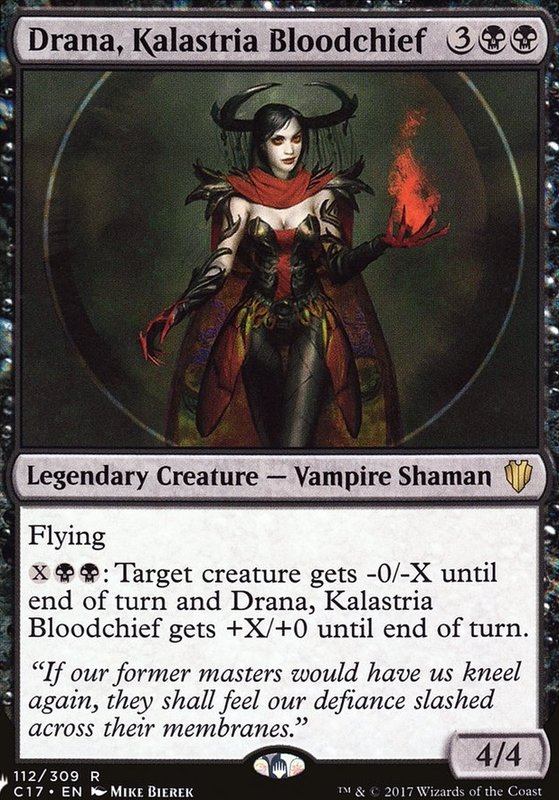 Drana, Kalastria Bloodchief 3
Legendary Creature — Vampire Shaman
Flying
X: Target creature gets -0/-X until
end of turn and Drana, Kalastria
Bloodchief gets +X/+0 until end of turn.
“If our former masters would have us kneel
again, they shall feel our defiance slashed
across their membranes.”
4/4
112/309 R
C17 • EN Mike Bierek
™ & © 2017 Wizards of the Coast